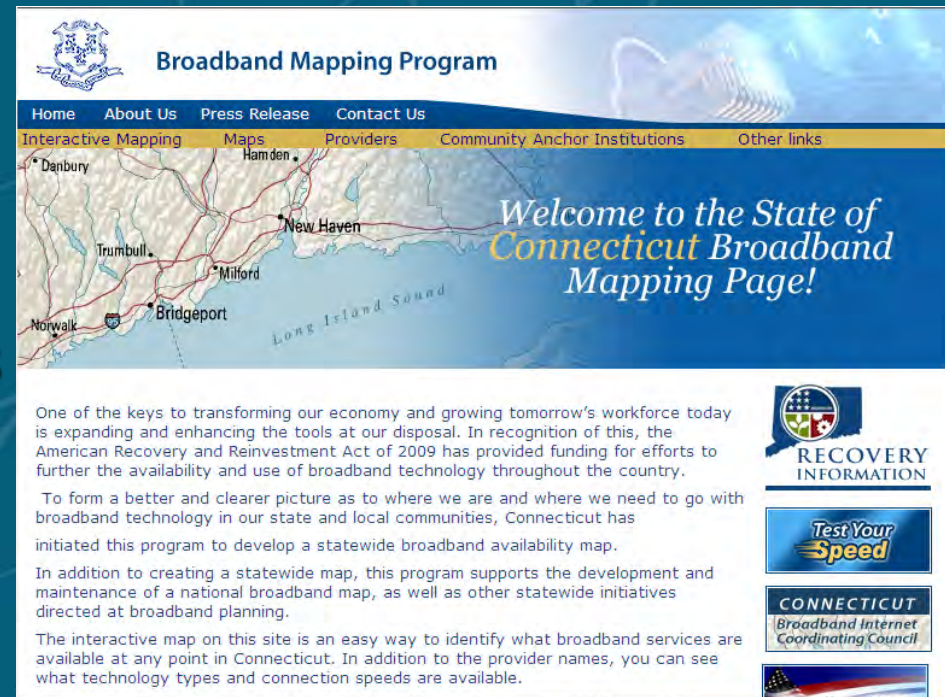 Broadband Mapping Program
Home About Us Press Release Contact Us
Interactive Mapping Maps Providers Community Anchor Institutions Other links
Danbury
Hamden
New Haven
Trumbull
Milford
Bridgeport
Norwalk
Long Island Sound
Welcome to the State of
Connecticut Broadband
Mapping Page!
One of the keys to transforming our economy and growing tomorrow's workforce today
is expanding and enhancing the tools at our disposal. In recognition of this, the
American Recovery and Reinvestment Act of 2009 has provided funding for efforts to
further the availability and use of broadband technology throughout the country.
To form a better and clearer picture as to where we are and where we need to go with
broadband technology in our state and local communities, Connecticut has
initiated this program to develop a statewide broadband availability map.
In addition to creating a statewide map, this program supports the development and
maintenance of a national broadband map, as well as other statewide initiatives
directed at broadband planning.
The interactive map on this site is an easy way to identify what broadband services are
available at any point in Connecticut. In addition to the provider names, you can see
what technology types and connection speeds are available.
RECOVERY
INFORMATION
Test Your
Speed
CONNECTICUT
Broadband Internet
Coordinating Council